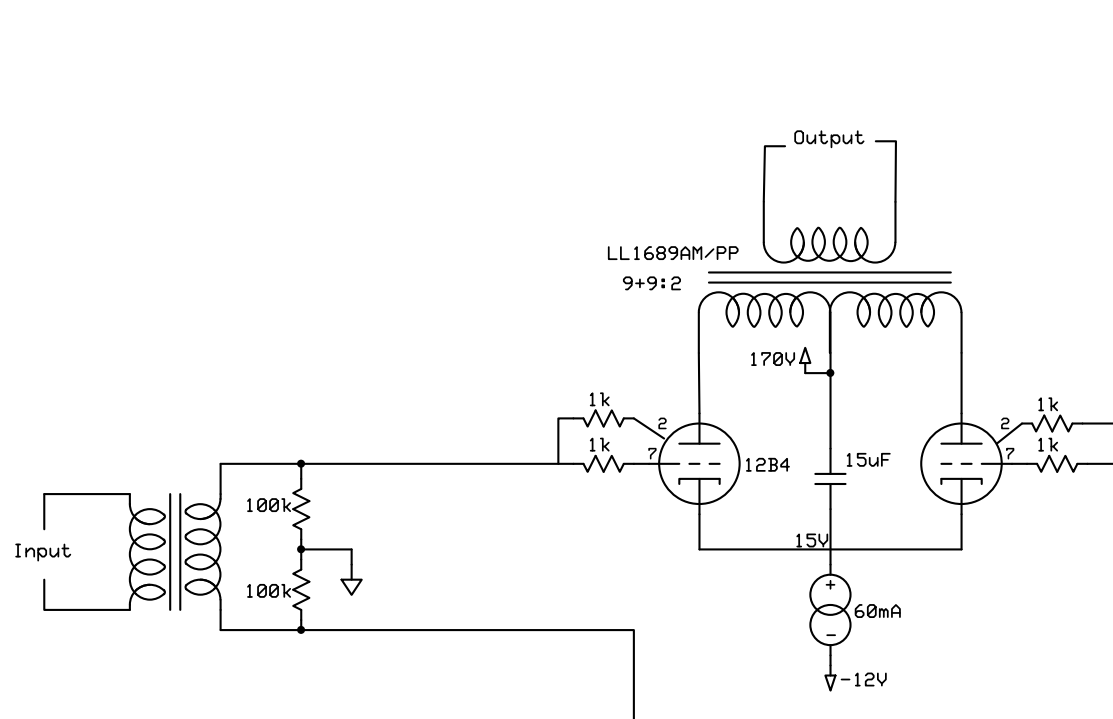 Output
LL1689AM/PP
9+9:2
170V
1k
2
1k
7
12B4
15uF
1k
2
1k
7
100k
Input
100k
15V
+
60mA
−
-12V